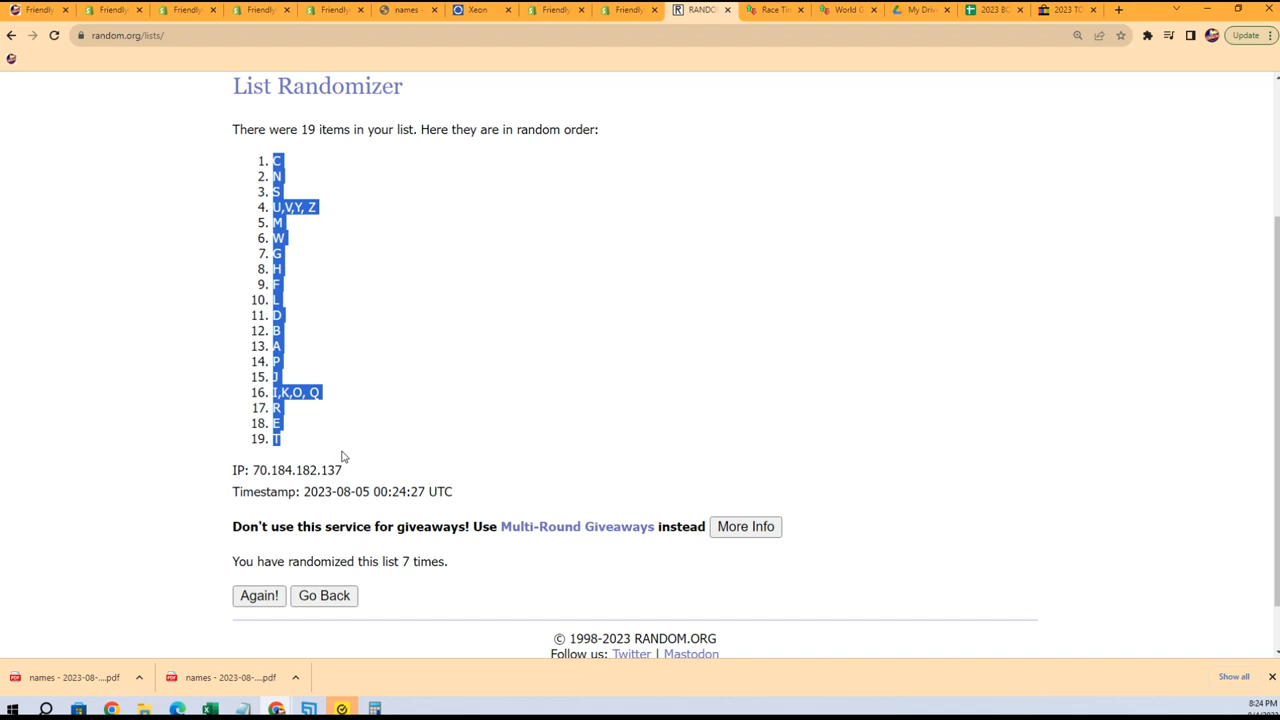 Friendly
Friendly
Friendly
Friendly
Friendly
names -
Xeon
Friendly
Friendly
RANDO
Race Tin
World G
My Driv
2023 BO
2023 TO
random.org/lists/
Update
List Randomizer
There were 19 items in your list. Here they are in random order:
1. C
2. N
3. S
4. U,V,Y, Z
5. M
6. W
7. G
8. H
9. F
10. L
11. D
12. B
13. A
14. P
15. J
16. I,K,O, Q
17. R
18. E
19. T
IP: 70.184.182.137
Timestamp: 2023-08-05 00:24:27 UTC
Don't use this service for giveaways! Use Multi-Round Giveaways instead More Info
You have randomized this list 7 times.
Again! Go Back
© 1998-2023 RANDOM.ORG
Follow us: Twitter | Mastodon
names - 2023-08-....pdf
names - 2023-08-....pdf
Show all
8:24 PM